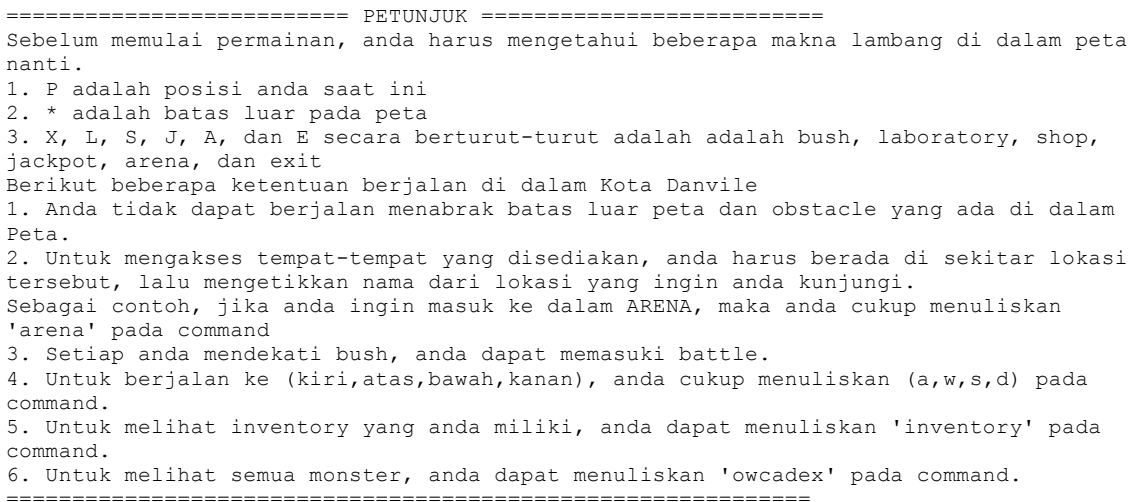 ========================== PETUNJUK ==========================
Sebelum memulai permainan, anda harus mengetahui beberapa makna lambang di dalam peta
nanti.
1. P adalah posisi anda saat ini
2. * adalah batas luar pada peta
3. X, L, S, J, A, dan E secara berturut-turut adalah adalah bush, laboratory, shop,
jackpot, arena, dan exit
Berikut beberapa ketentuan berjalan di dalam Kota Danvile
1. Anda tidak dapat berjalan menabrak batas luar peta dan obstacle yang ada di dalam
Peta.
2. Untuk mengakses tempat-tempat yang disediakan, anda harus berada di sekitar lokasi
tersebut, lalu mengetikkan nama dari lokasi yang ingin anda kunjungi.
Sebagai contoh, jika anda ingin masuk ke dalam ARENA, maka anda cukup menuliskan
'arena' pada command
3. Setiap anda mendekati bush, anda dapat memasuki battle.
4. Untuk berjalan ke (kiri,atas,bawah,kanan), anda cukup menuliskan (a,w,s,d) pada
command.
5. Untuk melihat inventory yang anda miliki, anda dapat menuliskan 'inventory' pada
command.
6. Untuk melihat semua monster, anda dapat menuliskan 'owcadex' pada command.
=============================================================